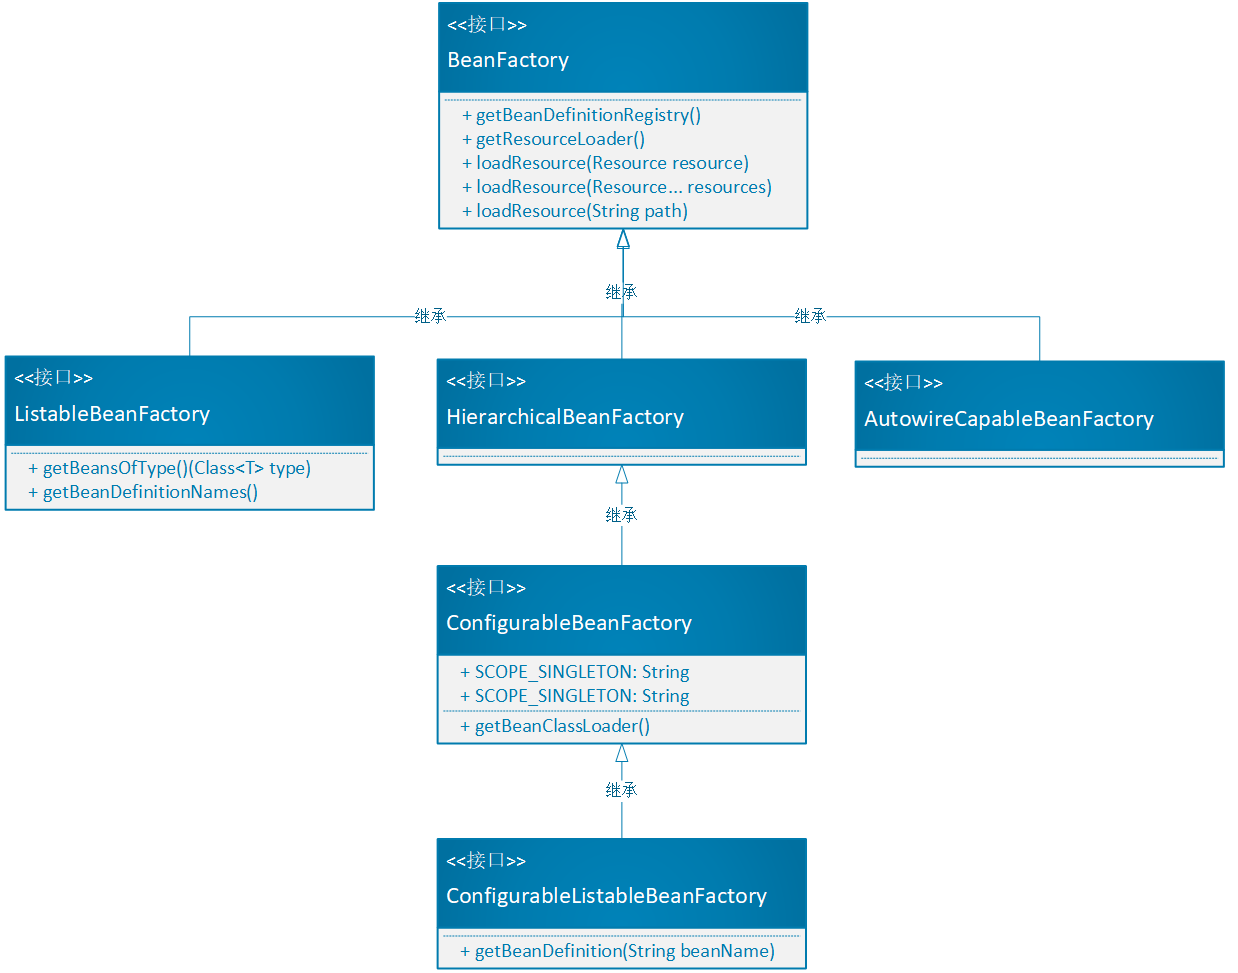 <<接口>>
BeanFactory
+ getBeanDefinitionRegistry()
+ getResourceLoader()
+ loadResource(Resource resource)
+ loadResource(Resource... resources)
+ loadResource(String path)
继承
继承
继承
<<接口>>
ListableBeanFactory
+ getBeansOfType()(Class<T> type)
+ getBeanDefinitionNames()
<<接口>>
HierarchicalBeanFactory
<<接口>>
AutowireCapableBeanFactory
继承
<<接口>>
ConfigurableBeanFactory
+ SCOPE_SINGLETON: String
+ SCOPE_SINGLETON: String
+ getBeanClassLoader()
继承
<<接口>>
ConfigurableListableBeanFactory
+ getBeanDefinition(String beanName)